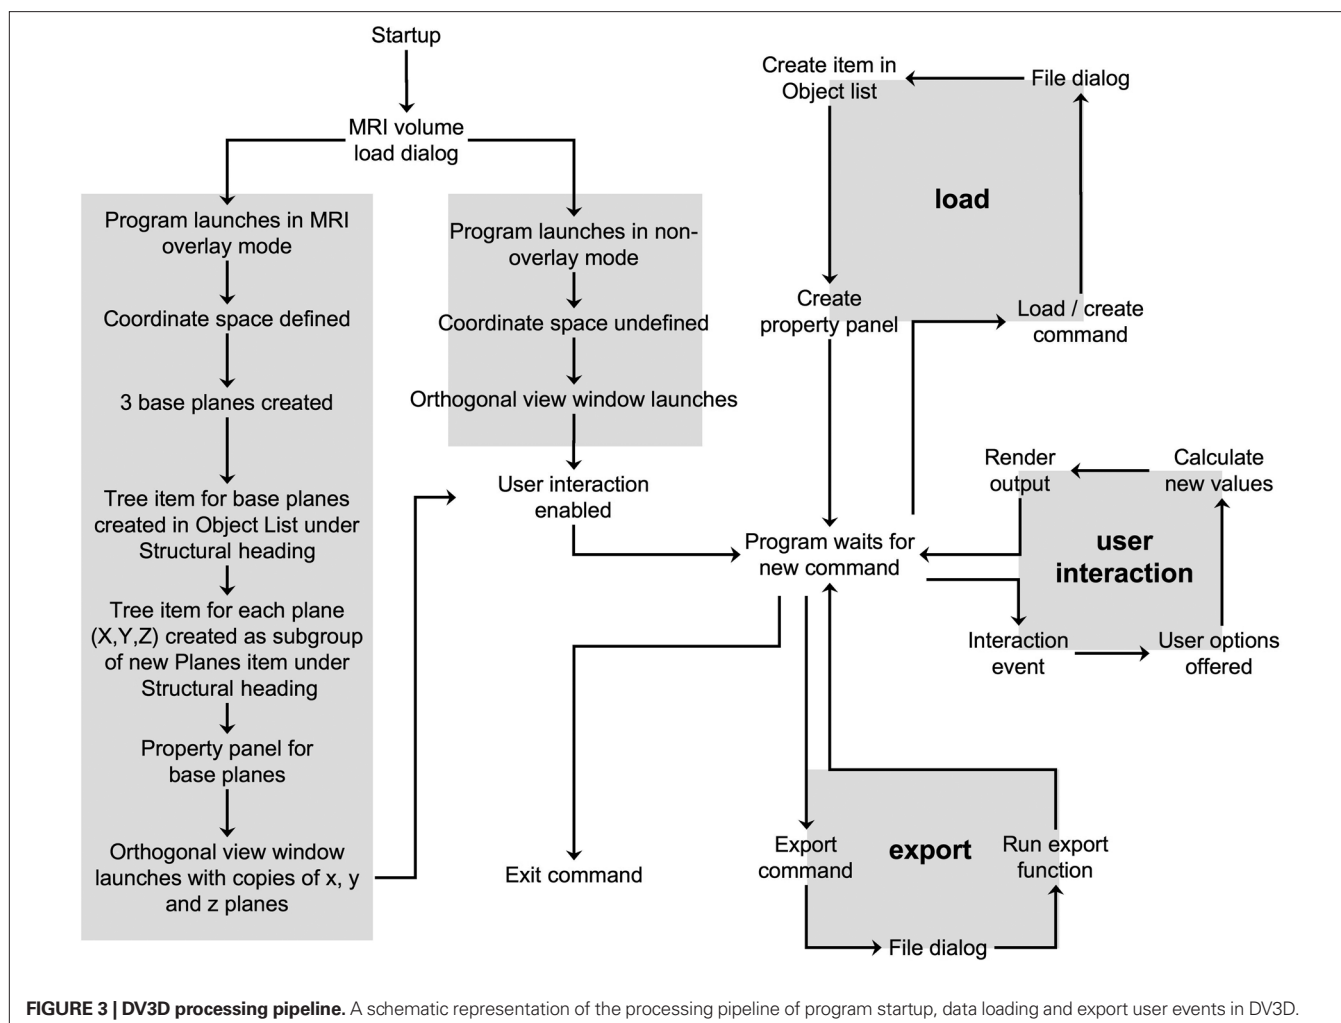 Startup
MRI volume
load dialog
Program launches in MRI
overlay mode
Coordinate space defined
3 base planes created
Tree item for base planes
created in Object List under
Structural heading
Tree item for each plane
(X,Y,Z) created as subgroup
of new Planes item under
Structural heading
Property panel for
base planes
Orthogonal view window
launches with copies of x, y
and z planes
Program launches in non-
overlay mode
Coordinate space undefined
Orthogonal view window launches
User interaction
enabled
Program waits for
new command
Exit command
Create item in
Object list
File dialog
load
Create
property panel
Load / create
command
Render
output
Calculate
new values
user
interaction
Interaction
event
User options
offered
Export
command
export
Run export
function
File dialog
FIGURE 3 | DV3D processing pipeline. A schematic representation of the processing pipeline of program startup, data loading and export user events in DV3D.